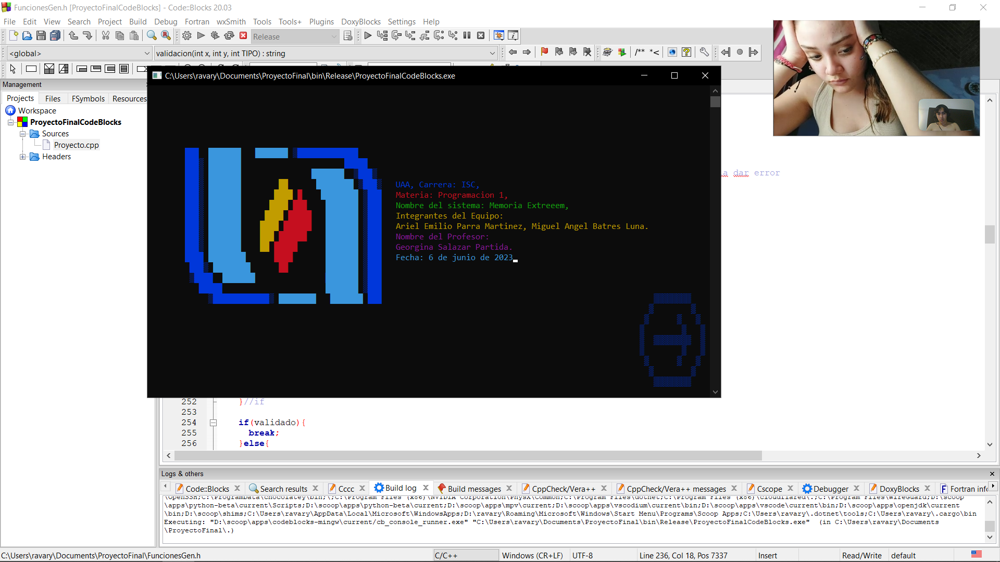 FuncionesGen.h [ProyectoFinalCodeBlocks] - Code::Blocks 20.03
File Edit View Search Project Build Debug Fortran wxSmith Tools Tools+ Plugins DoxyBlocks Settings Help
Release
<global>
validacion(int x, int y, int TIPO) : string
/** *<
Management
Projects Files FSymbols Resources
Workspace
ProyectoFinalCodeBlocks
Sources
Proyecto.cpp
Headers
C:\Users\ravary\Documents\ProyectoFinal\bin\Release\ProyectoFinalCodeBlocks.exe
a dar error
UAA, Carrera: ISC,
Materia: Programacion 1,
Nombre del sistema: Memoria Extreeem,
Integrantes del Equipo:
Ariel Emilio Parra Martinez, Miguel Angel Batres Luna.
Nombre del Profesor:
Georgina Salazar Partida.
Fecha: 6 de junio de 2023
252 }//if
253
254 if(validado){
255 break;
256 }else{
Logs & others
Code::Blocks Search results Cccc Build log Build messages CppCheck/Vera++ CppCheck/Vera++ messages Cscope Debugger DoxyBlocks Fortran info
\OpenSSH;C:\ProgramData\chocolatey\bin;\;C:\Program Files (x86)\NVIDIA Corporation\PhysX\Common;C:\Program Files\dotnet;C:\Program Files (x86)\cloudflared\.;C:\Program Files\WireGuard;D:\scoop
\apps\python-beta\current\Scripts;D:\scoop\apps\python-beta\current;D:\scoop\apps\mpv\current;D:\scoop\apps\vscodium\current\bin;D:\scoop\apps\openjdk\current
\bin;D:\scoop\shims;C:\Users\ravary\AppData\Local\Microsoft\WindowsApps;D:\ravary\Roaming\Microsoft\Windows\Start Menu\Programs\Scoop Apps;C:\Users\ravary\.dotnet\tools;C:\Users\ravary\.cargo\bin
Executing: "D:\scoop\apps\codeblocks-mingw\current/cb_console_runner.exe" "C:\Users\ravary\Documents\ProyectoFinal\bin\Release\ProyectoFinalCodeBlocks.exe" (in C:\Users\ravary\Documents
\ProyectoFinal\.)
C:\Users\ravary\Documents\ProyectoFinal\FuncionesGen.h C/C++ Windows (CR+LF) UTF-8 Line 236, Col 18, Pos 7337 Insert Read/Write default